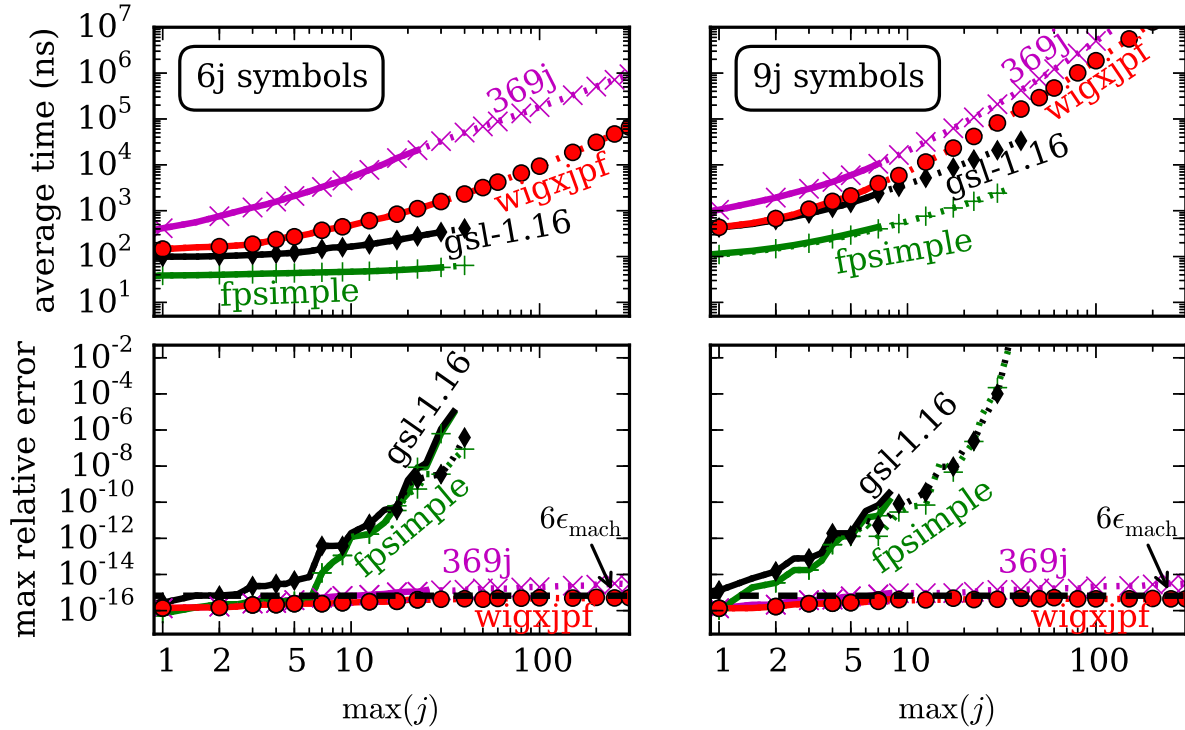 average time (ns)
10^7
10^6
10^5
10^4
10^3
10^2
10^1
6j symbols
369j
wigxjpf
gsl-1.16
fpsimple
9j symbols
369j
wigxjpf
gsl-1.16
fpsimple
max relative error
10^-2
10^-4
10^-6
10^-8
10^-10
10^-12
10^-14
10^-16
gsl-1.16
fpsimple
369j
6ϵ_mach
wigxjpf
1 2 5 10 100
max(j)
gsl-1.16
fpsimple
369j
6ϵ_mach
wigxjpf
1 2 5 10 100
max(j)